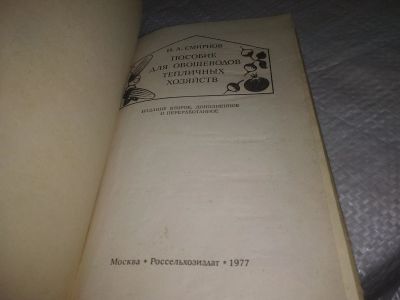 Н. А. СМИРНОВ
ПОСОБИЕ
ДЛЯ ОВОЩЕВОДОВ
ТЕПЛИЧНЫХ
ХОЗЯЙСТВ
ИЗДАНИЕ ВТОРОЕ, ДОПОЛНЕННОЕ
И ПЕРЕРАБОТАННОЕ
Москва • Россельхозиздат • 1977